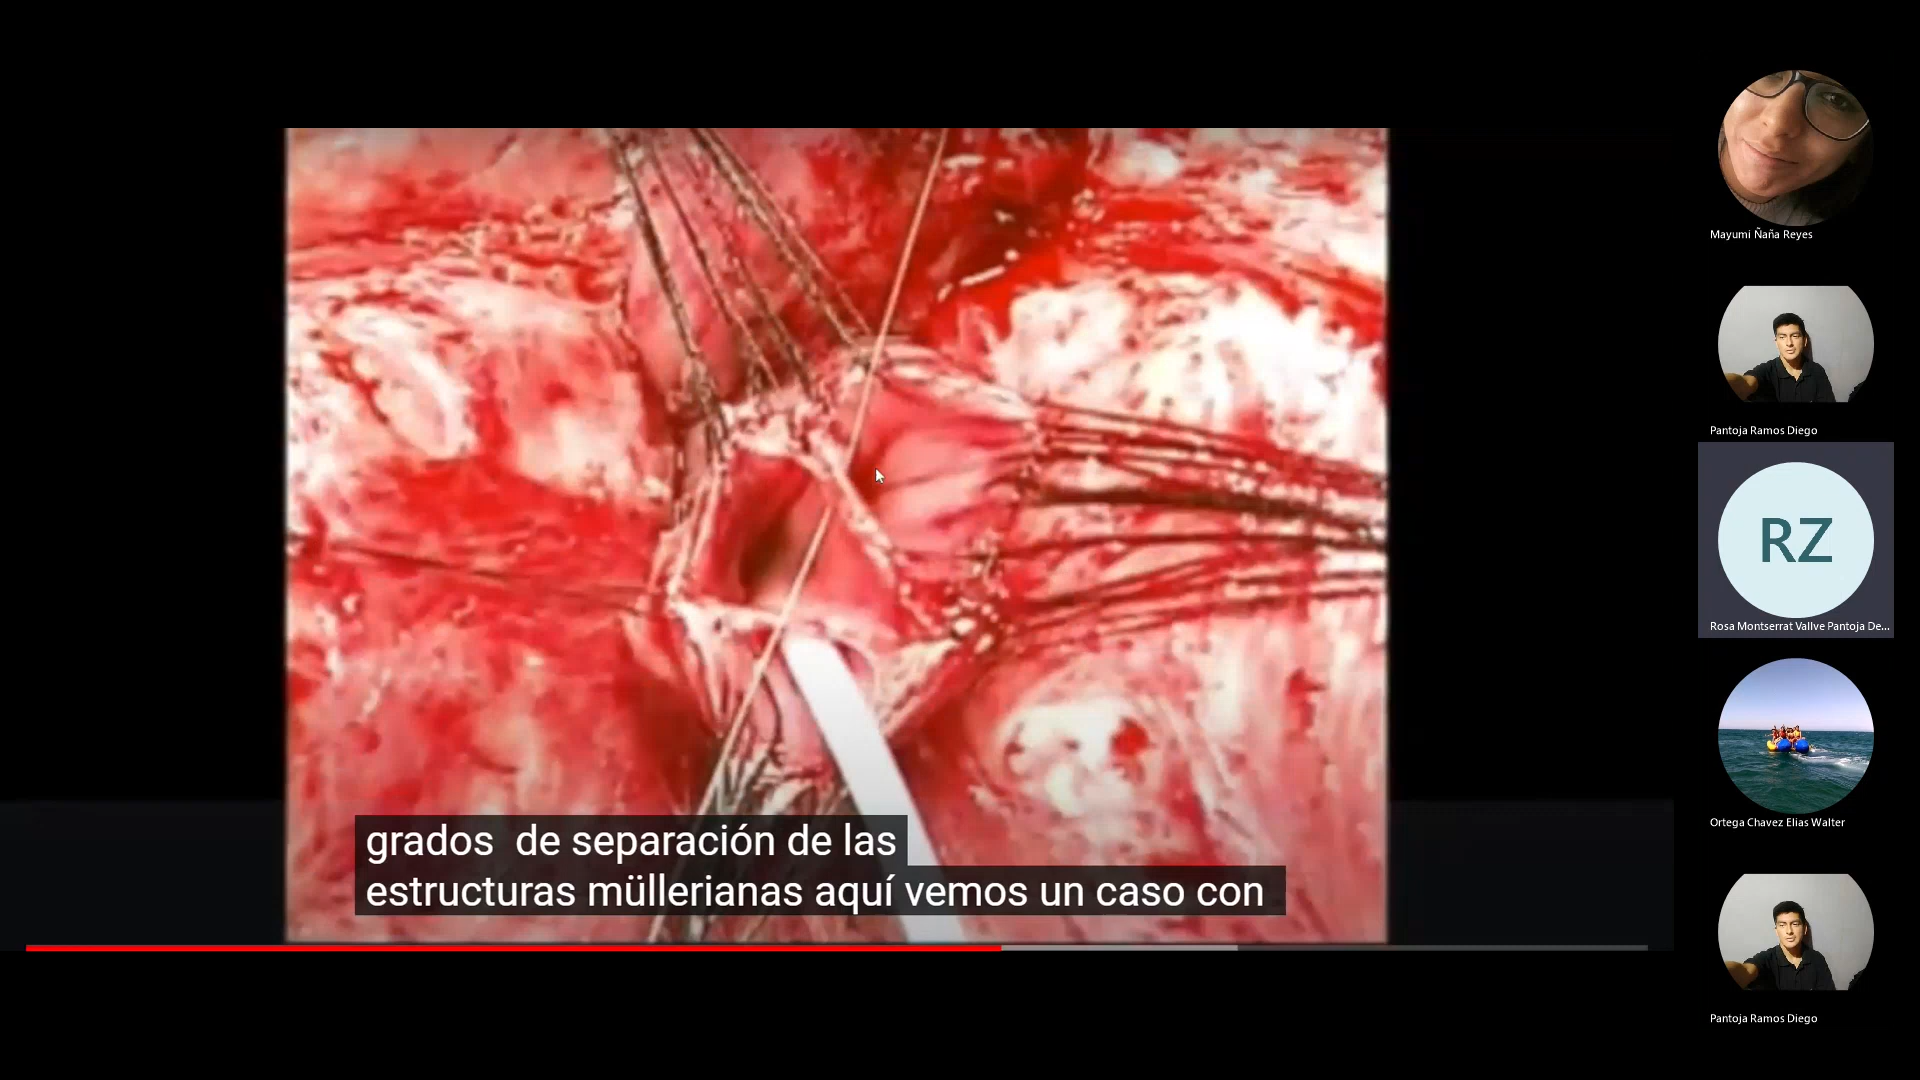 grados  de separación de las
estructuras müllerianas aquí vemos un caso con
Mayumi Ñaña Reyes
Pantoja Ramos Diego
RZ
Rosa Montserrat Vallve Pantoja De...
Ortega Chavez Elias Walter
Pantoja Ramos Diego